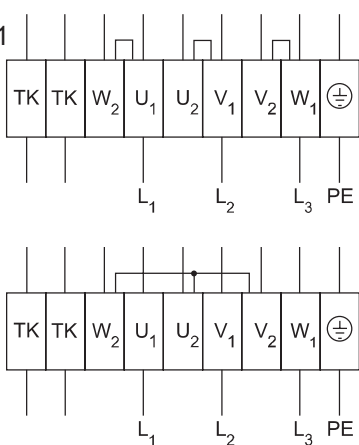 1
TK TK W₂ U₁ U₂ V₁ V₂ W₁
L₁ L₂ L₃ PE
TK TK W₂ U₁ U₂ V₁ V₂ W₁
L₁ L₂ L₃ PE